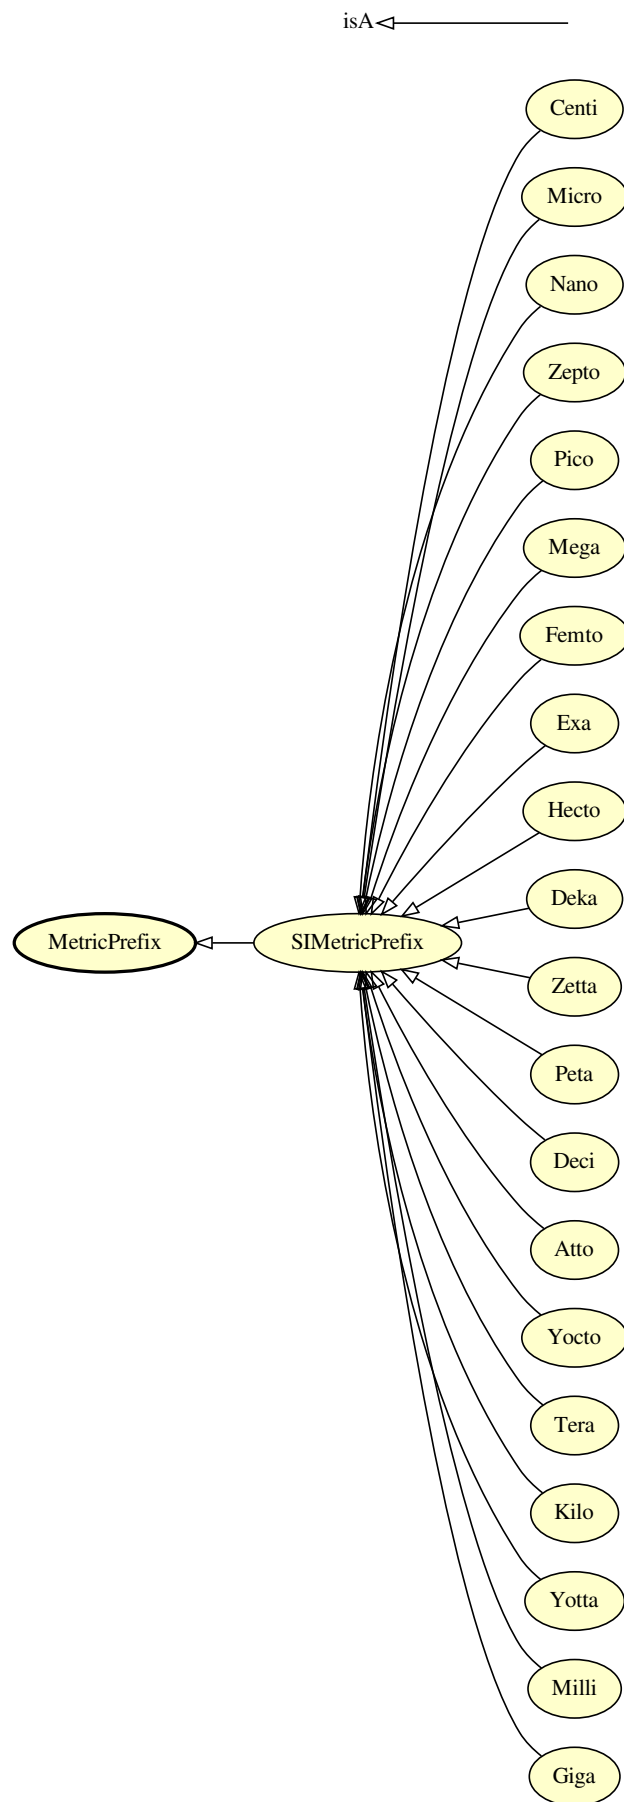 isA
Centi
Micro
Nano
Zepto
Pico
Mega
Femto
Exa
Hecto
Deka
MetricPrefix
SIMetricPrefix
Zetta
Peta
Deci
Atto
Yocto
Tera
Kilo
Yotta
Milli
Giga